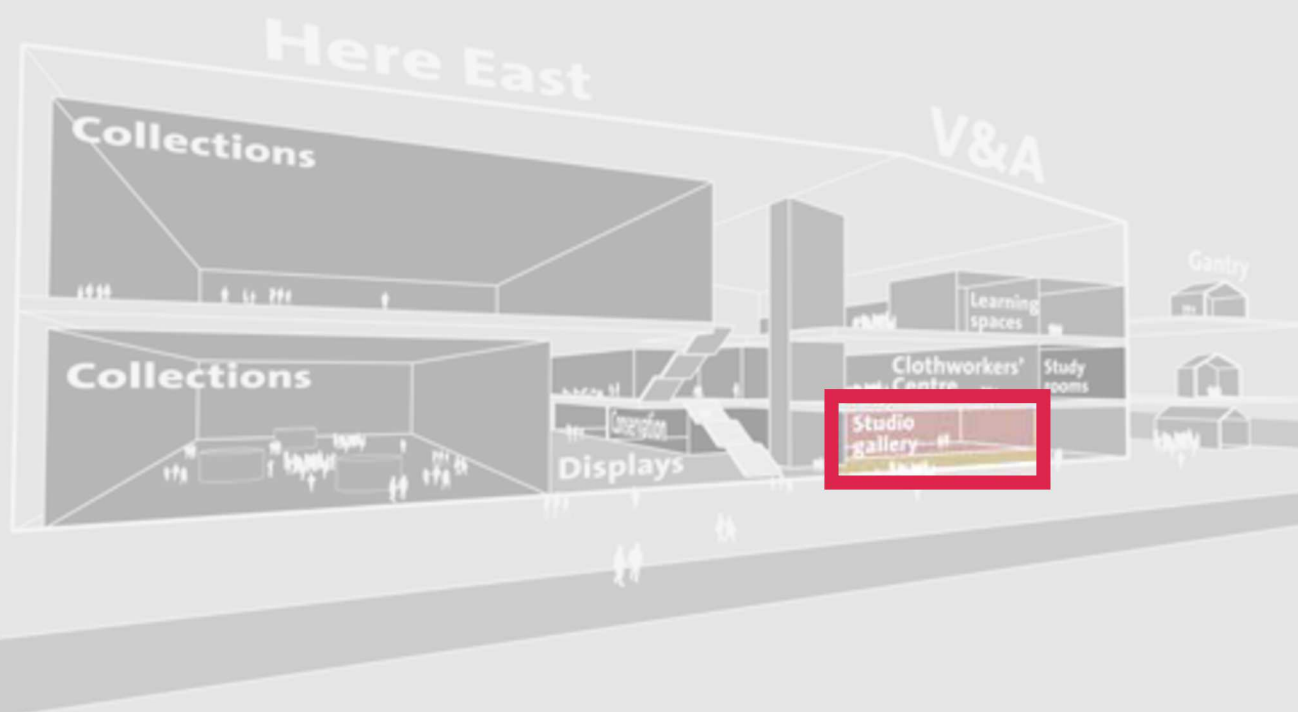 Here East
V&A
Collections
Gantry
Learning
spaces
Collections
Clothworkers'
Centre
Study
rooms
Conservation
Studio
gallery
Displays